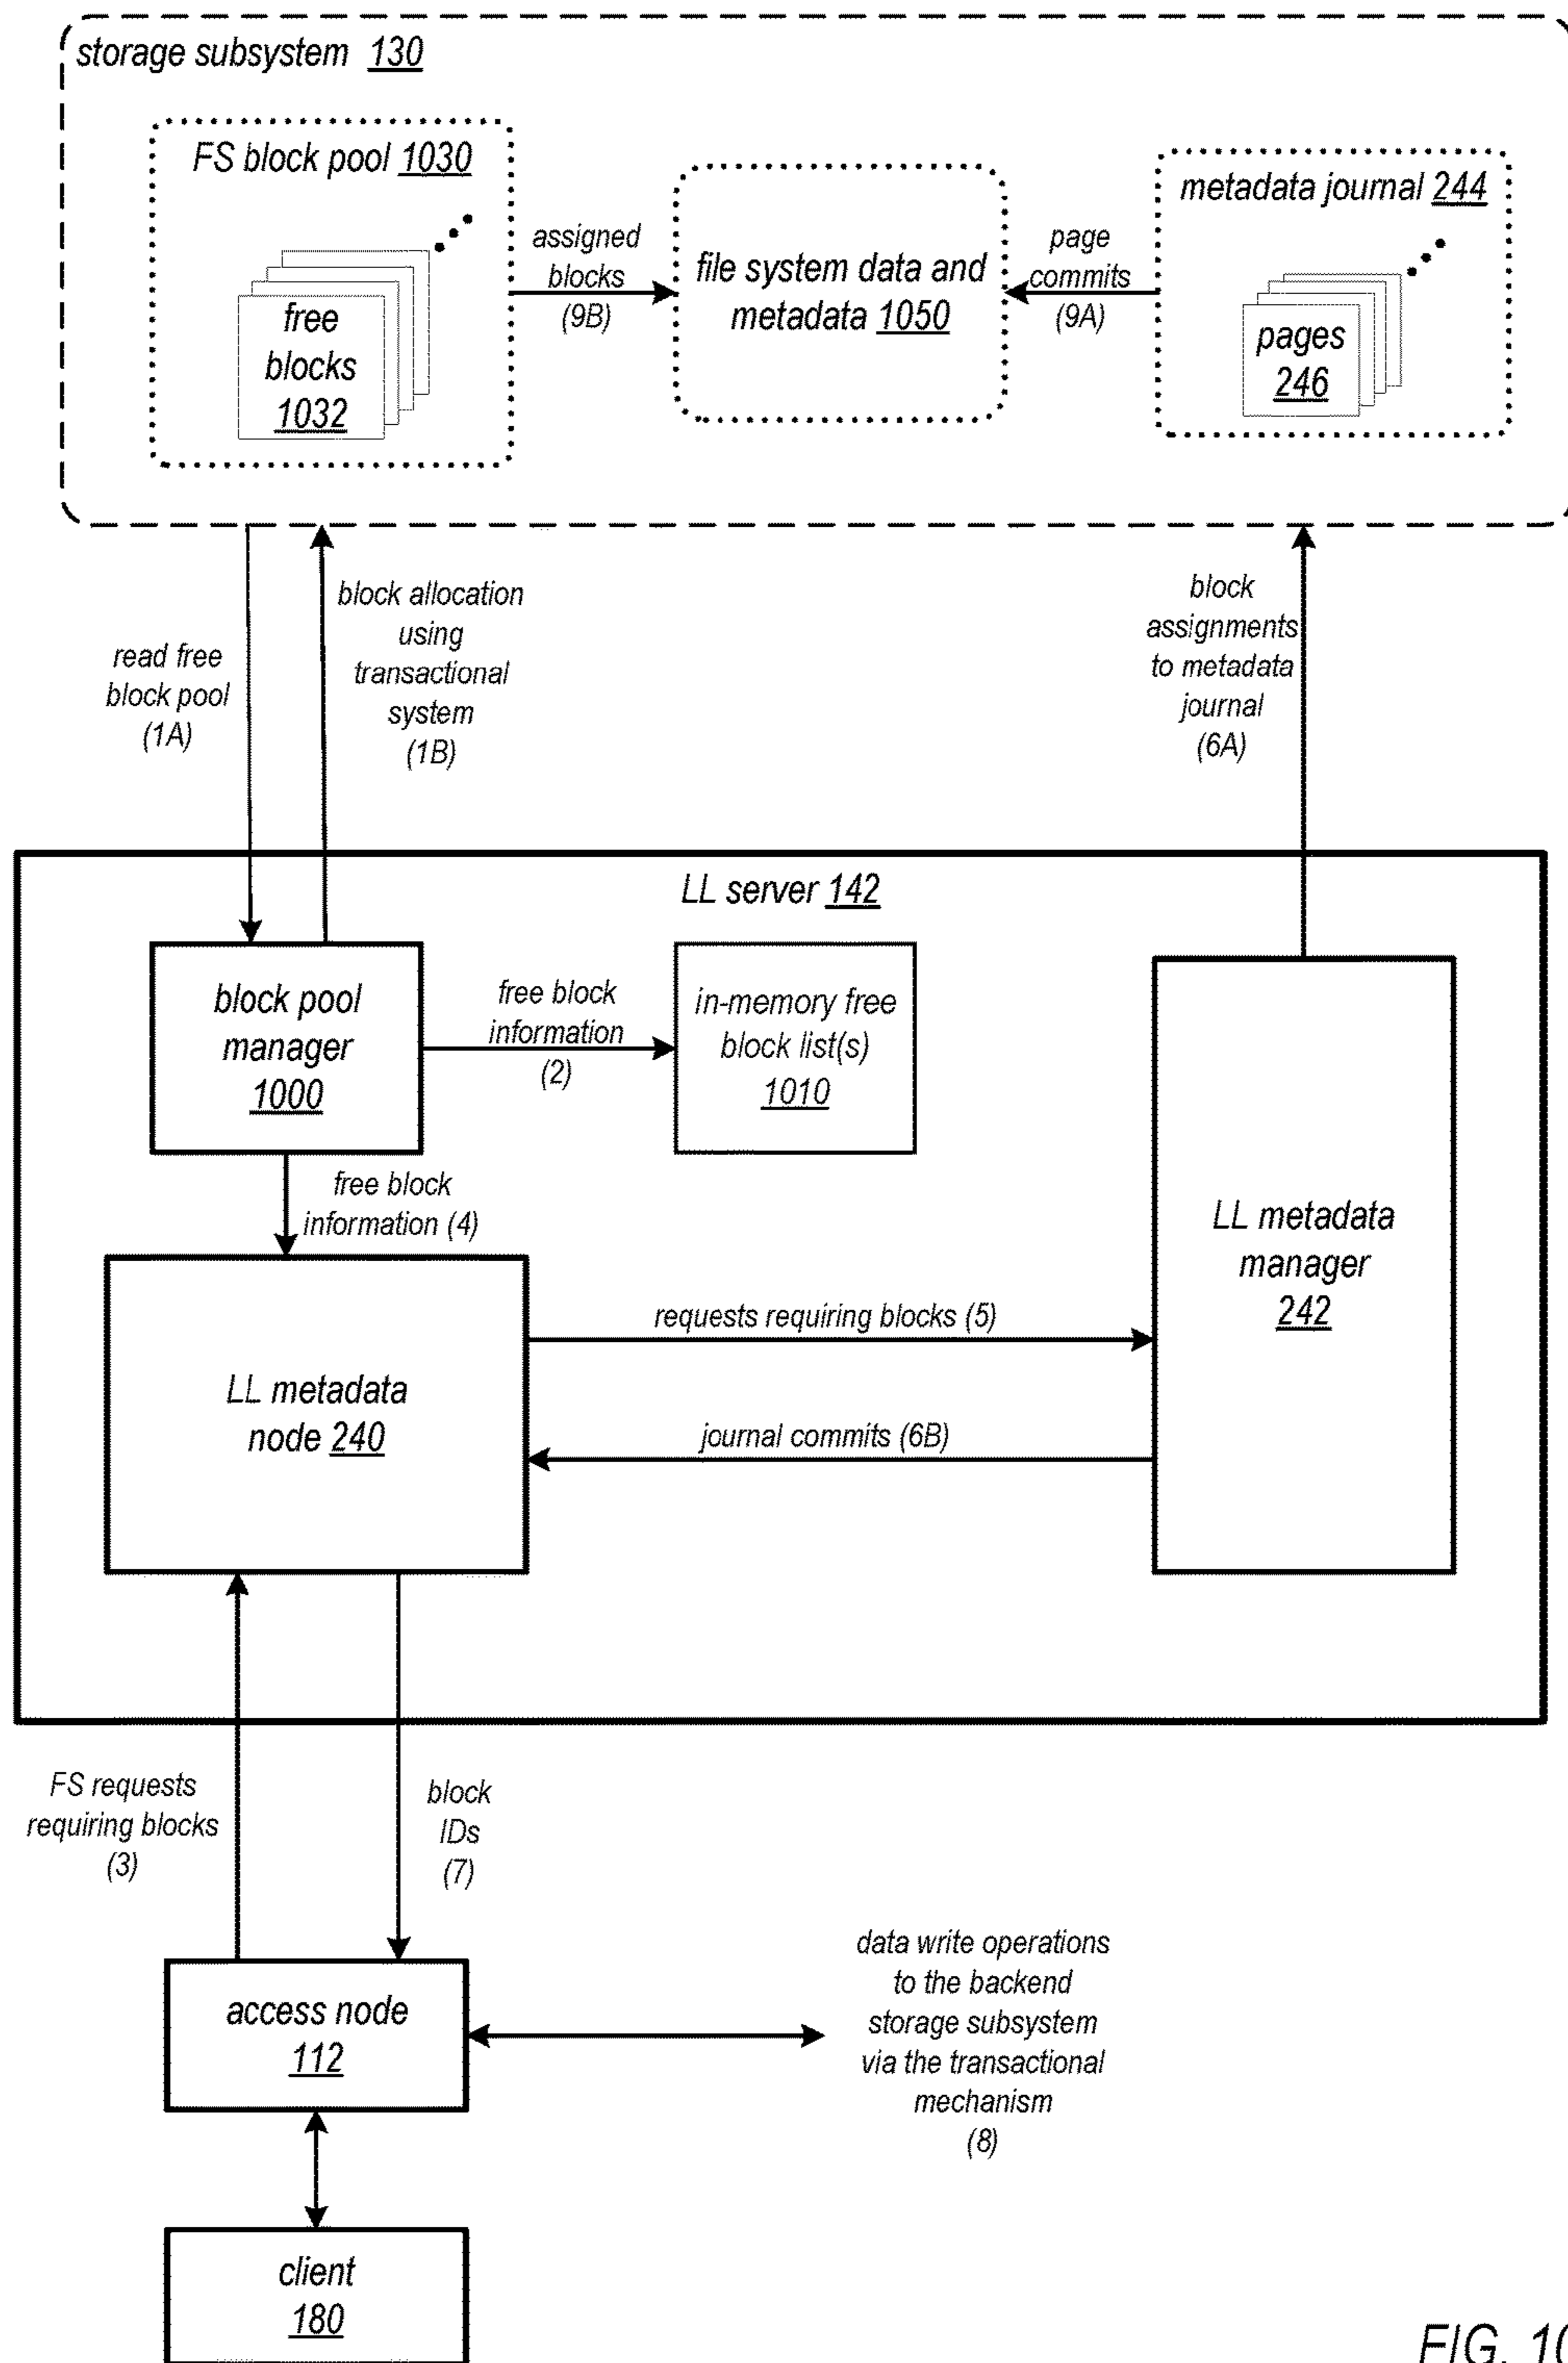 storage subsystem 130
FS block pool 1030
free
blocks
1032
assigned
blocks
(9B)
file system data and
metadata 1050
page
commits
(9A)
metadata journal 244
pages
246
read free
block pool
(1A)
block allocation
using
transactional
system
(1B)
block
assignments
to metadata
journal
(6A)
LL server 142
block pool
manager
1000
free block
information
(2)
in-memory free
block list(s)
1010
free block
information (4)
LL metadata
manager
242
LL metadata
node 240
requests requiring blocks (5)
journal commits (6B)
FS requests
requiring blocks
(3)
block
IDs
(7)
access node
112
data write operations
to the backend
storage subsystem
via the transactional
mechanism
(8)
client
180
FIG. 10